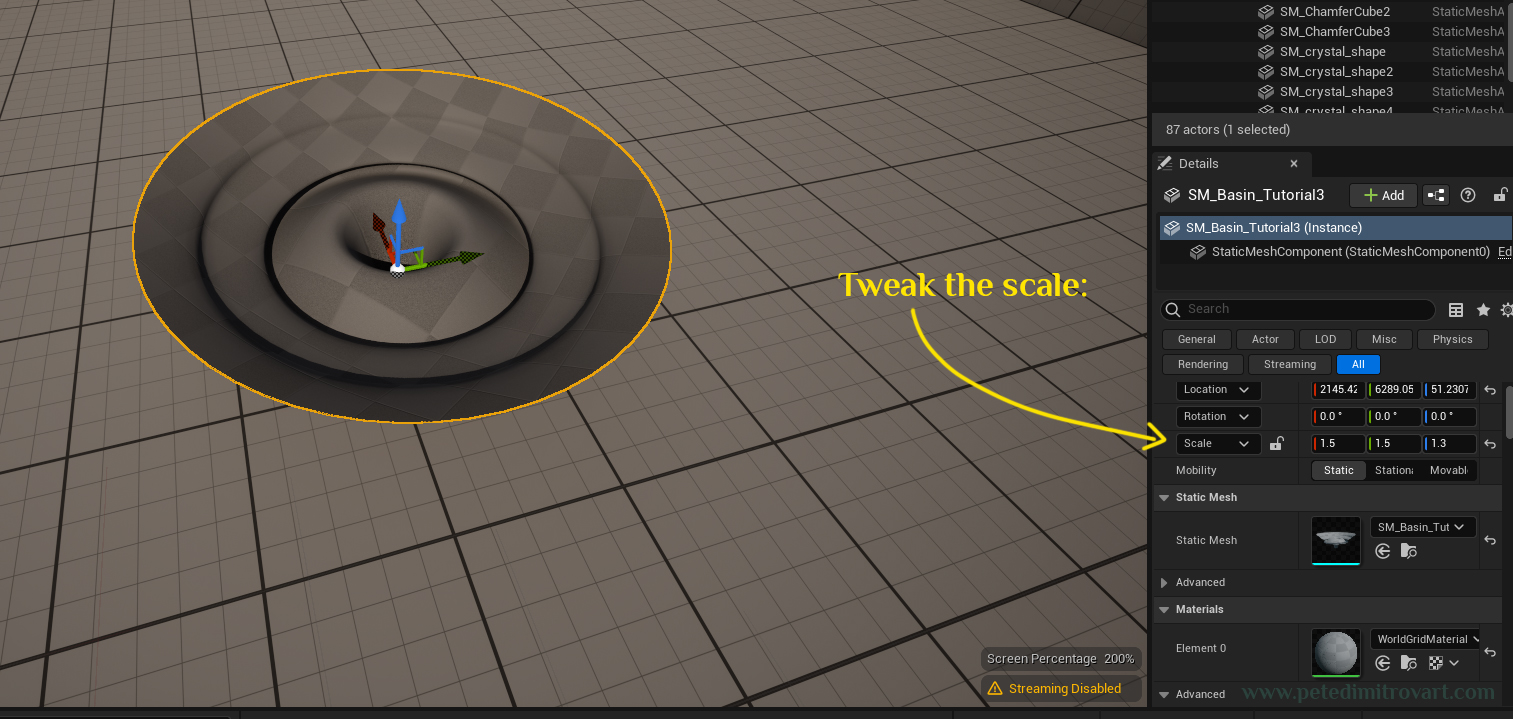 SM_ChamferCube2 StaticMeshA
SM_ChamferCube3 StaticMeshA
SM_crystal_shape StaticMeshA
SM_crystal_shape2 StaticMeshA
SM_crystal_shape3 StaticMeshA
SM_crystal_shape4 StaticMeshA
87 actors (1 selected)
Details
SM_Basin_Tutorial3
+ Add
SM_Basin_Tutorial3 (Instance)
StaticMeshComponent (StaticMeshComponent0) Ed
Tweak the scale:
Search
General Actor LOD Misc Physics
Rendering Streaming All
Location 2145.42 6289.05 51.2307
Rotation 0.0 ° 0.0 ° 0.0 °
Scale 1.5 1.5 1.3
Mobility Static Station Movabl
Static Mesh
Static Mesh SM_Basin_Tut
Advanced
Materials
Element 0 WorldGridMaterial
Screen Percentage 200%
Streaming Disabled
Advanced
www.petedimitrovart.com